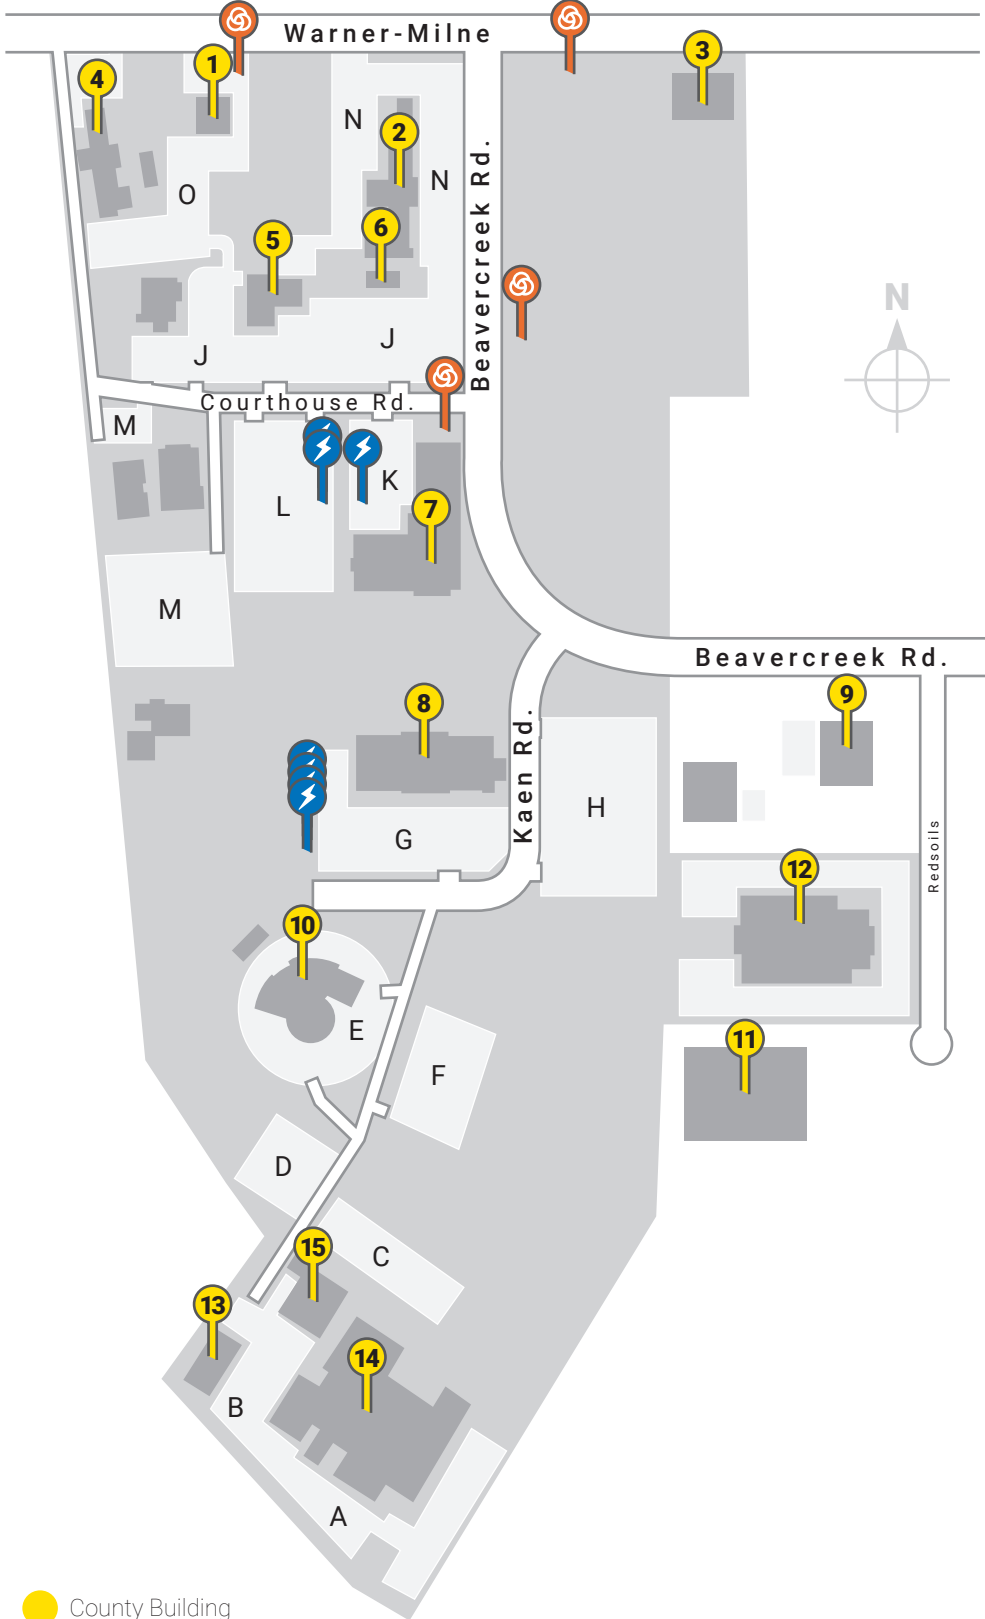 Warner-Milne
1
3
4
N
2
N
O
6
5
Beavercreek Rd.
N
J
J
Courthouse Rd.
M
K
L
7
M
Beavercreek Rd.
9
8
Kaen Rd.
H
G
Redsoils
12
10
E
11
F
D
15
C
13
14
B
A
County Building